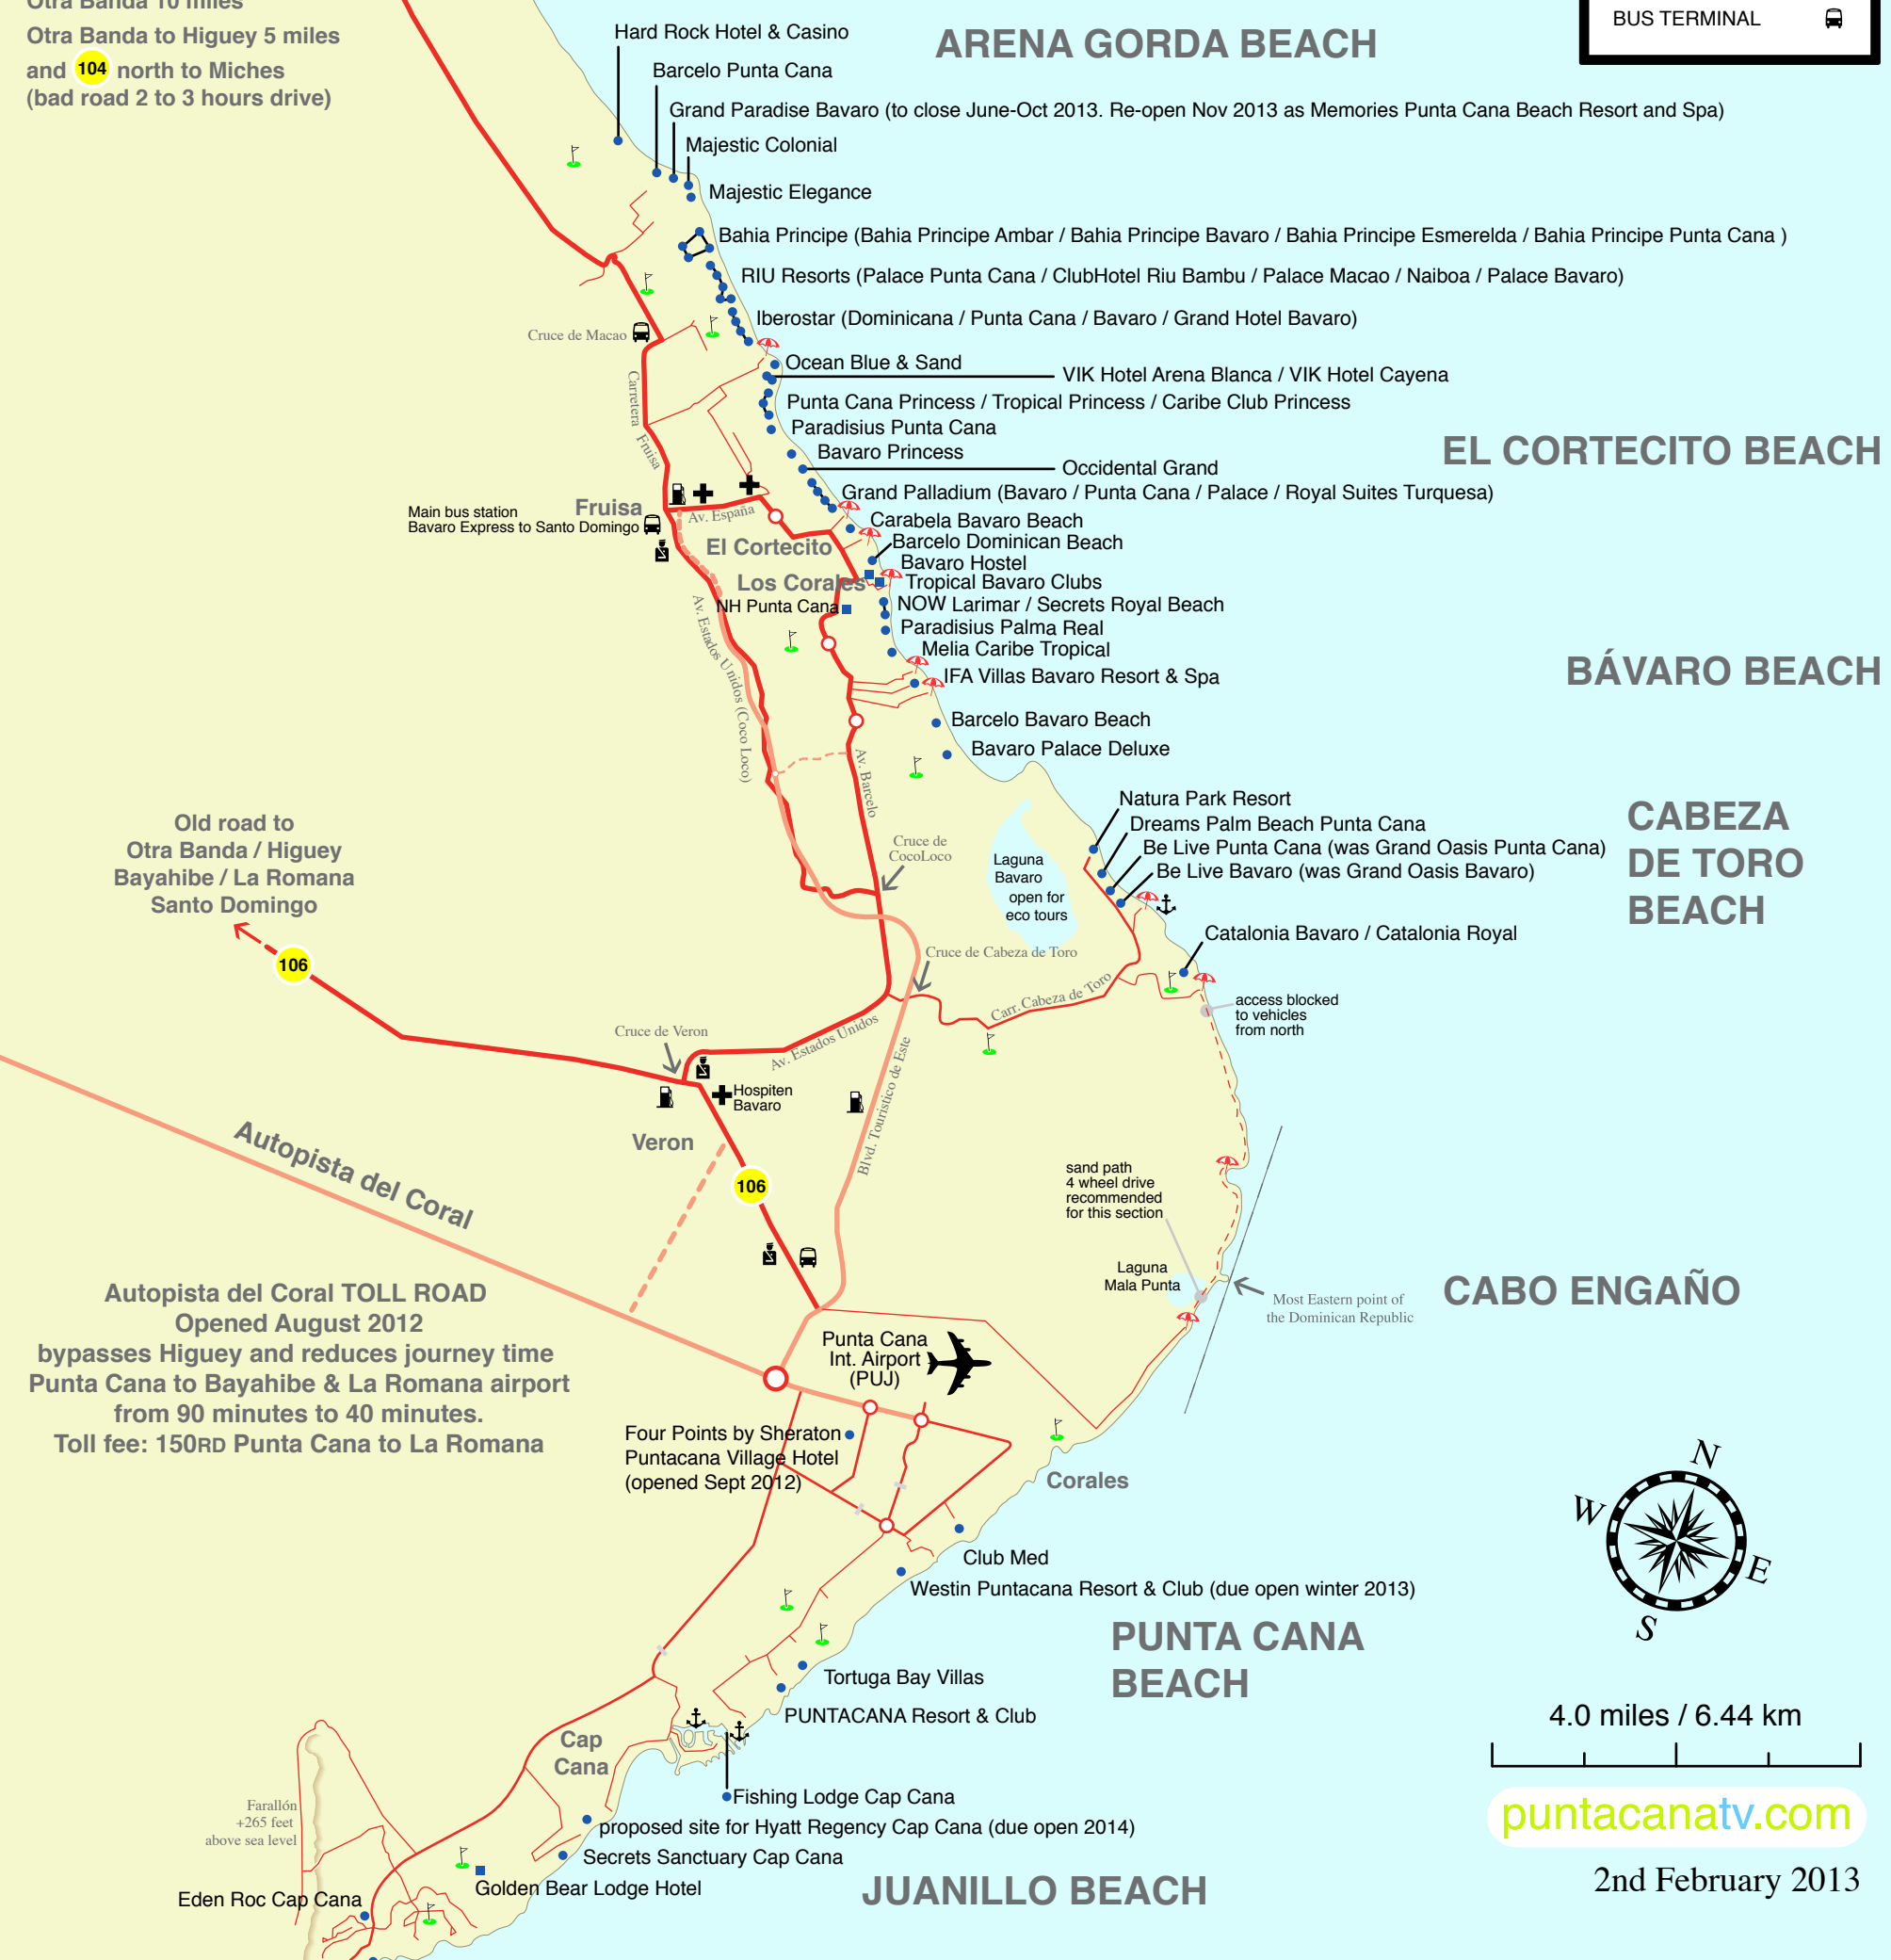 Otra Banda 10 miles
Otra Banda to Higuey 5 miles
and 104 north to Miches
(bad road 2 to 3 hours drive)
BUS TERMINAL
ARENA GORDA BEACH
Hard Rock Hotel & Casino
Barcelo Punta Cana
Grand Paradise Bavaro (to close June-Oct 2013. Re-open Nov 2013 as Memories Punta Cana Beach Resort and Spa)
Majestic Colonial
Majestic Elegance
Bahia Principe (Bahia Principe Ambar / Bahia Principe Bavaro / Bahia Principe Esmerelda / Bahia Principe Punta Cana )
RIU Resorts (Palace Punta Cana / ClubHotel Riu Bambu / Palace Macao / Naiboa / Palace Bavaro)
Iberostar (Dominicana / Punta Cana / Bavaro / Grand Hotel Bavaro)
Cruce de Macao
Ocean Blue & Sand
VIK Hotel Arena Blanca / VIK Hotel Cayena
Carretera Fruisa
Punta Cana Princess / Tropical Princess / Caribe Club Princess
Paradisius Punta Cana
Bavaro Princess
EL CORTECITO BEACH
Occidental Grand
Grand Palladium (Bavaro / Punta Cana / Palace / Royal Suites Turquesa)
Fruisa
Main bus station
Bavaro Express to Santo Domingo
Av. España
Carabela Bavaro Beach
El Cortecito
Barcelo Dominican Beach
Bavaro Hostel
Los Corales
Tropical Bavaro Clubs
NH Punta Cana
NOW Larimar / Secrets Royal Beach
Paradisius Palma Real
Melia Caribe Tropical
Av. Estados Unidos (Coco Loco)
IFA Villas Bavaro Resort & Spa
BÁVARO BEACH
Barcelo Bavaro Beach
Bavaro Palace Deluxe
Av. Barcelo
Natura Park Resort
Dreams Palm Beach Punta Cana
Be Live Punta Cana (was Grand Oasis Punta Cana)
Be Live Bavaro (was Grand Oasis Bavaro)
CABEZA
DE TORO
BEACH
Old road to
Otra Banda / Higuey
Bayahibe / La Romana
Santo Domingo
Cruce de
CocoLoco
Laguna
Bavaro
open for
eco tours
Catalonia Bavaro / Catalonia Royal
Cruce de Cabeza de Toro
106
Carr. Cabeza de Toro
access blocked
to vehicles
from north
Cruce de Veron
Av. Estados Unidos
Blvd. Touristico de Este
Hospiten
Bavaro
Veron
Autopista del Coral
106
sand path
4 wheel drive
recommended
for this section
Laguna
Mala Punta
Most Eastern point of
the Dominican Republic
CABO ENGAÑO
Autopista del Coral TOLL ROAD
Opened August 2012
bypasses Higuey and reduces journey time
Punta Cana to Bayahibe & La Romana airport
from 90 minutes to 40 minutes.
Toll fee: 150RD Punta Cana to La Romana
Punta Cana
Int. Airport
(PUJ)
Four Points by Sheraton
Puntacana Village Hotel
(opened Sept 2012)
Corales
Club Med
Westin Puntacana Resort & Club (due open winter 2013)
N
W
E
S
PUNTA CANA
BEACH
Tortuga Bay Villas
PUNTACANA Resort & Club
4.0 miles / 6.44 km
Cap
Cana
Fishing Lodge Cap Cana
Farallón
+265 feet
above sea level
proposed site for Hyatt Regency Cap Cana (due open 2014)
puntacanatv.com
Secrets Sanctuary Cap Cana
Golden Bear Lodge Hotel
Eden Roc Cap Cana
JUANILLO BEACH
2nd February 2013